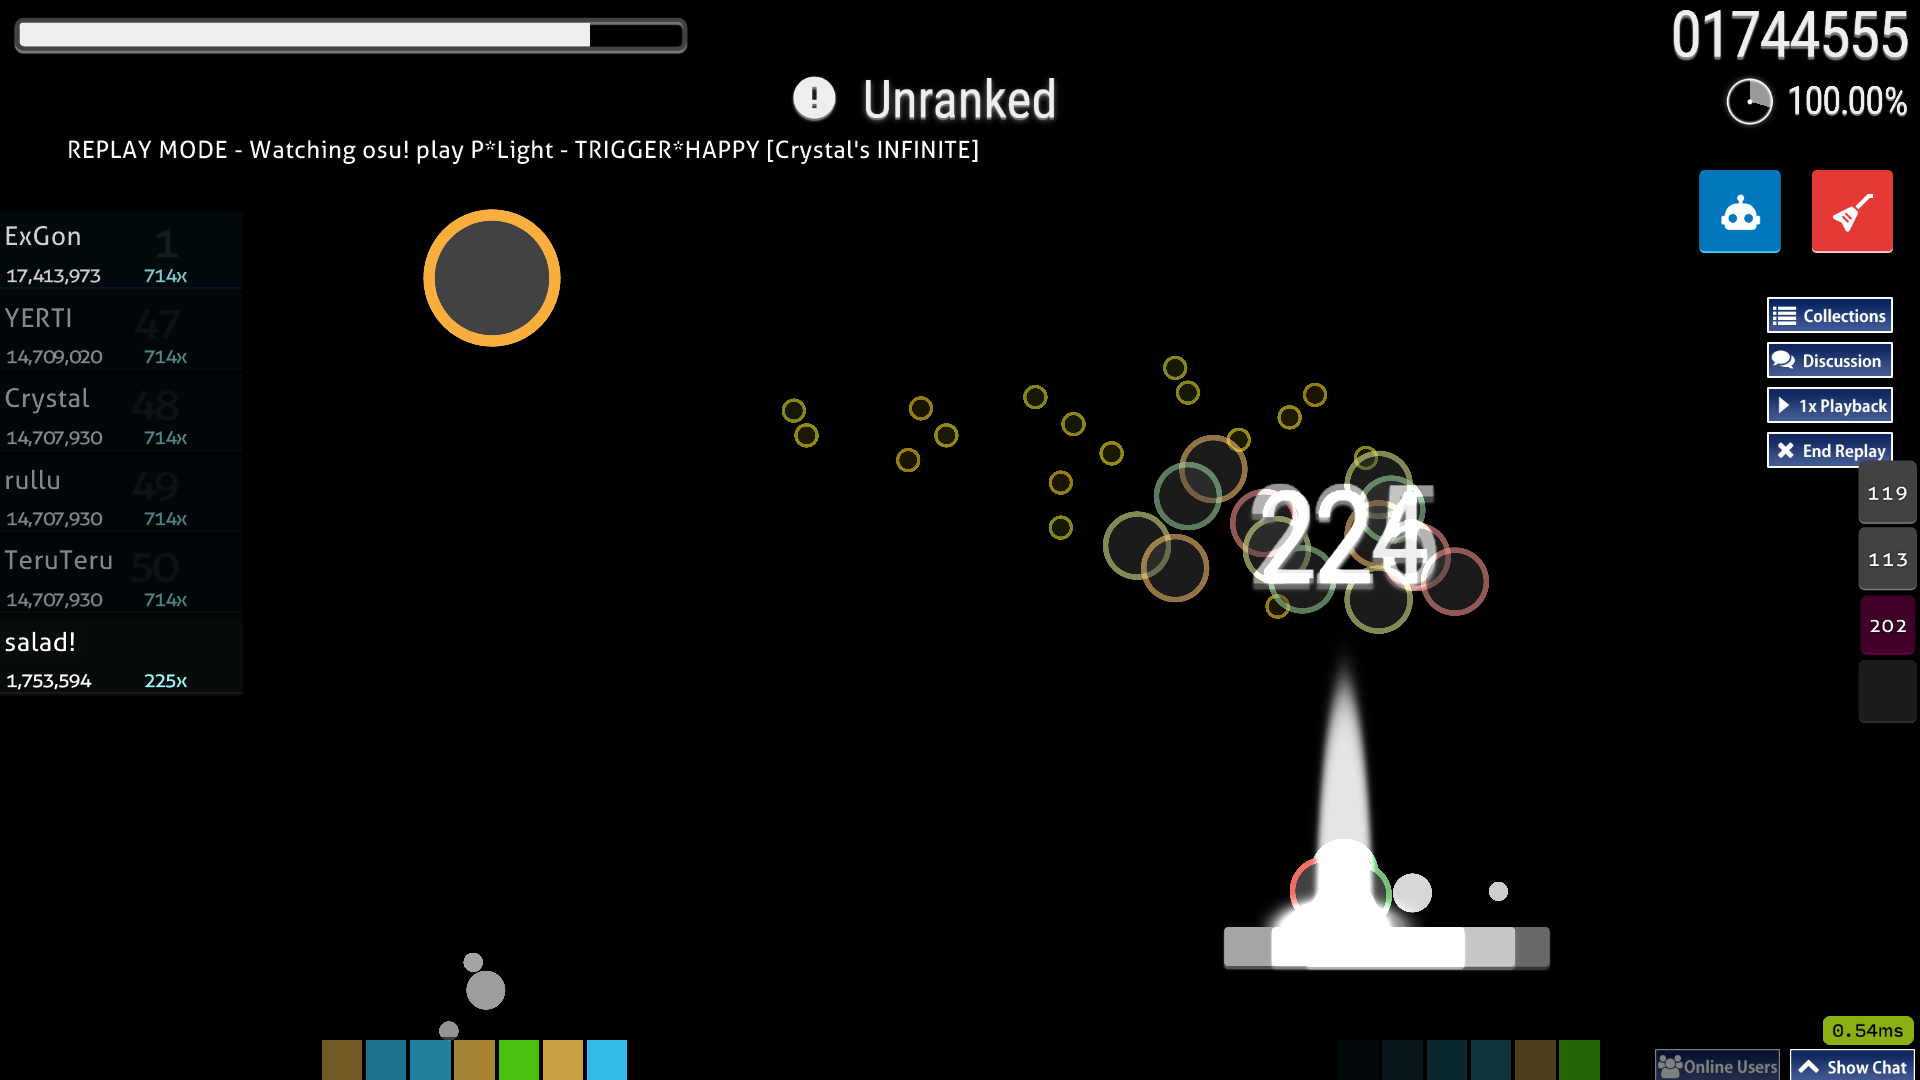 01744555
100.00%
! Unranked
REPLAY MODE - Watching osu! play P*Light - TRIGGER*HAPPY [Crystal's INFINITE]
ExGon 1
17,413,973 714x
YERTI 47
14,709,020 714x
Crystal 48
14,707,930 714x
rullu 49
14,707,930 714x
TeruTeru 50
14,707,930 714x
salad!
1,753,594 225x
Collections
Discussion
1x Playback
End Replay
119
113
202
225
0.54ms
Online Users
Show Chat